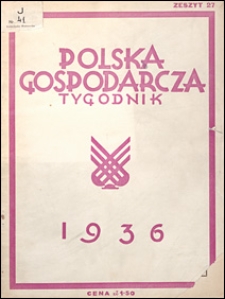 ZESZYT 27
J
41
POLSKA
GOSPODARCZA
TYGODNIK
1936
CENA zł 1·50